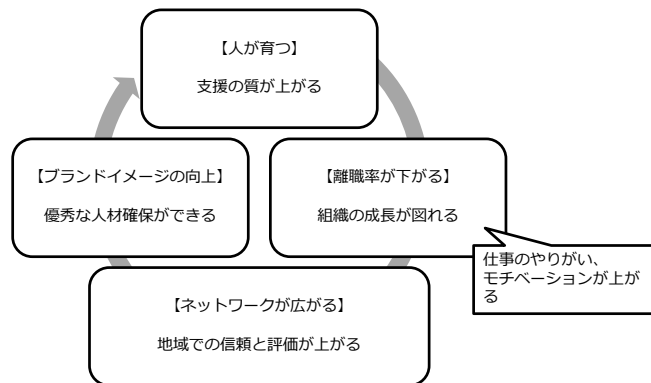 【人が育つ】
支援の質が上がる
【ブランドイメージの向上】
優秀な人材確保ができる
【離職率が下がる】
組織の成長が図れる
仕事のやりがい、
モチベーションが上が
る
【ネットワークが広がる】
地域での信頼と評価が上がる